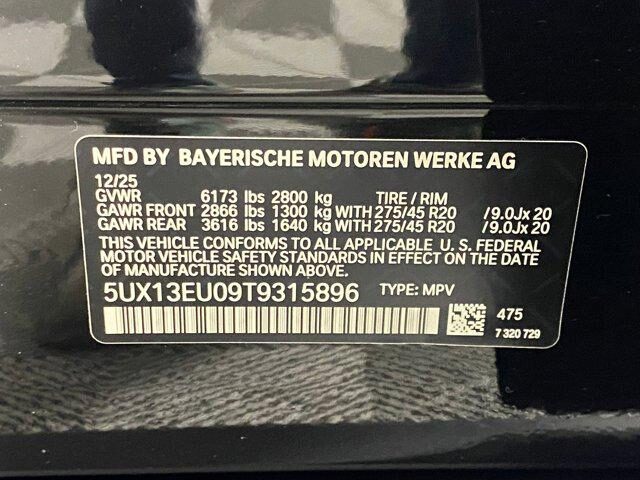 MFD BY BAYERISCHE MOTOREN WERKE AG
12/25
GVWR 6173 lbs 2800 kg TIRE / RIM
GAWR FRONT 2866 lbs 1300 kg WITH 275/45 R20 /9.0Jx 20
GAWR REAR 3616 lbs 1640 kg WITH 275/45 R20 /9.0Jx 20
THIS VEHICLE CONFORMS TO ALL APPLICABLE U.S. FEDERAL
MOTOR VEHICLE SAFETY STANDARDS IN EFFECT ON THE
DATE OF MANUFACTURE SHOWN ABOVE.
5UX13EU09T9315896 TYPE: MPV
475
7 320 729